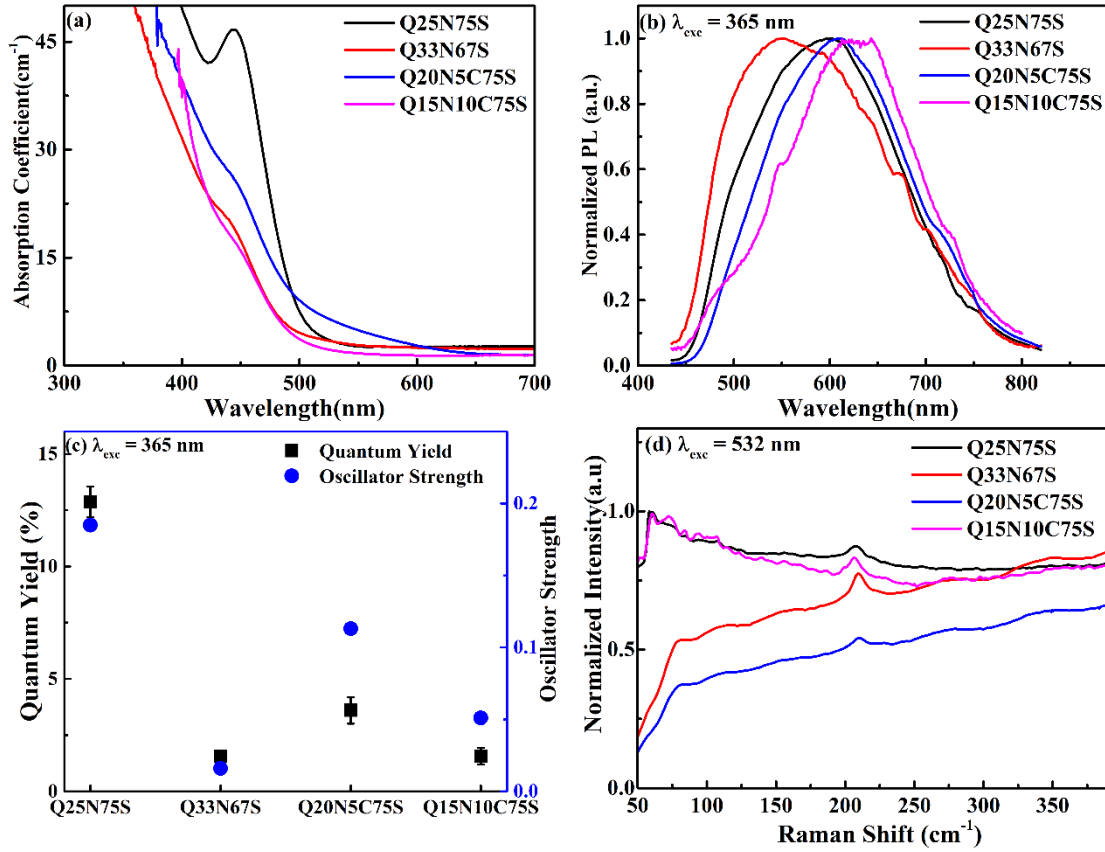 (a)
Q25N75S
Q33N67S
Q20N5C75S
Q15N10C75S
45
30
15
0
300 400 500 600 700
Absorption Coefficient(cm⁻¹)
Wavelength(nm)
(b) λexc = 365 nm
Q25N75S
Q33N67S
Q20N5C75S
Q15N10C75S
1.0
0.8
0.6
0.4
0.2
0.0
400 500 600 700 800
Normalized PL (a.u.)
Wavelength(nm)
(c) λexc = 365 nm
Quantum Yield
Oscillator Strength
15
10
5
0
0.2
0.1
0.0
Q25N75S Q33N67S Q20N5C75S Q15N10C75S
Quantum Yield (%)
Oscillator Strength
(d) λexc = 532 nm
Q25N75S
Q33N67S
Q20N5C75S
Q15N10C75S
1.0
0.5
0.0
50 100 150 200 250 300 350
Normalized Intensity(a.u)
Raman Shift (cm⁻¹)